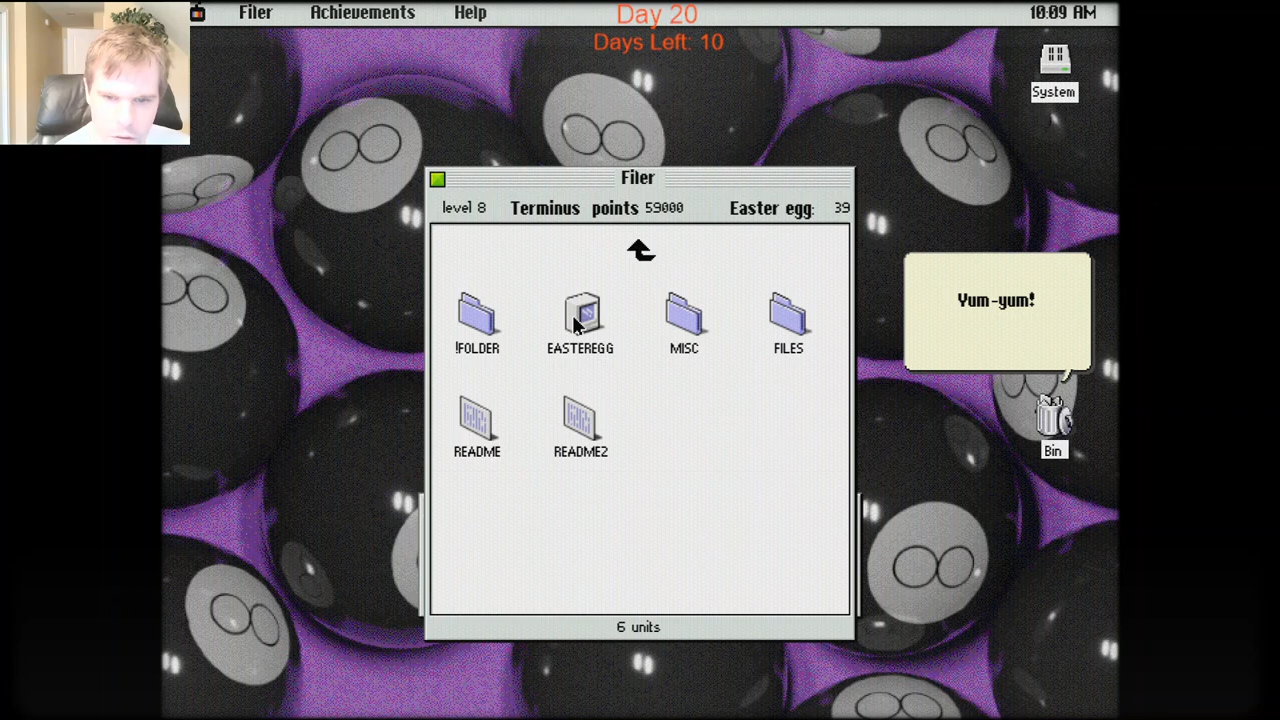 Filer Achievements Help
Day 20
10:09 AM
Days Left: 10
System
Filer
level 8 Terminus points 59000 Easter egg: 39
Yum-yum!
!FOLDER EASTEREGG MISC FILES
README README2
Bin
6 units